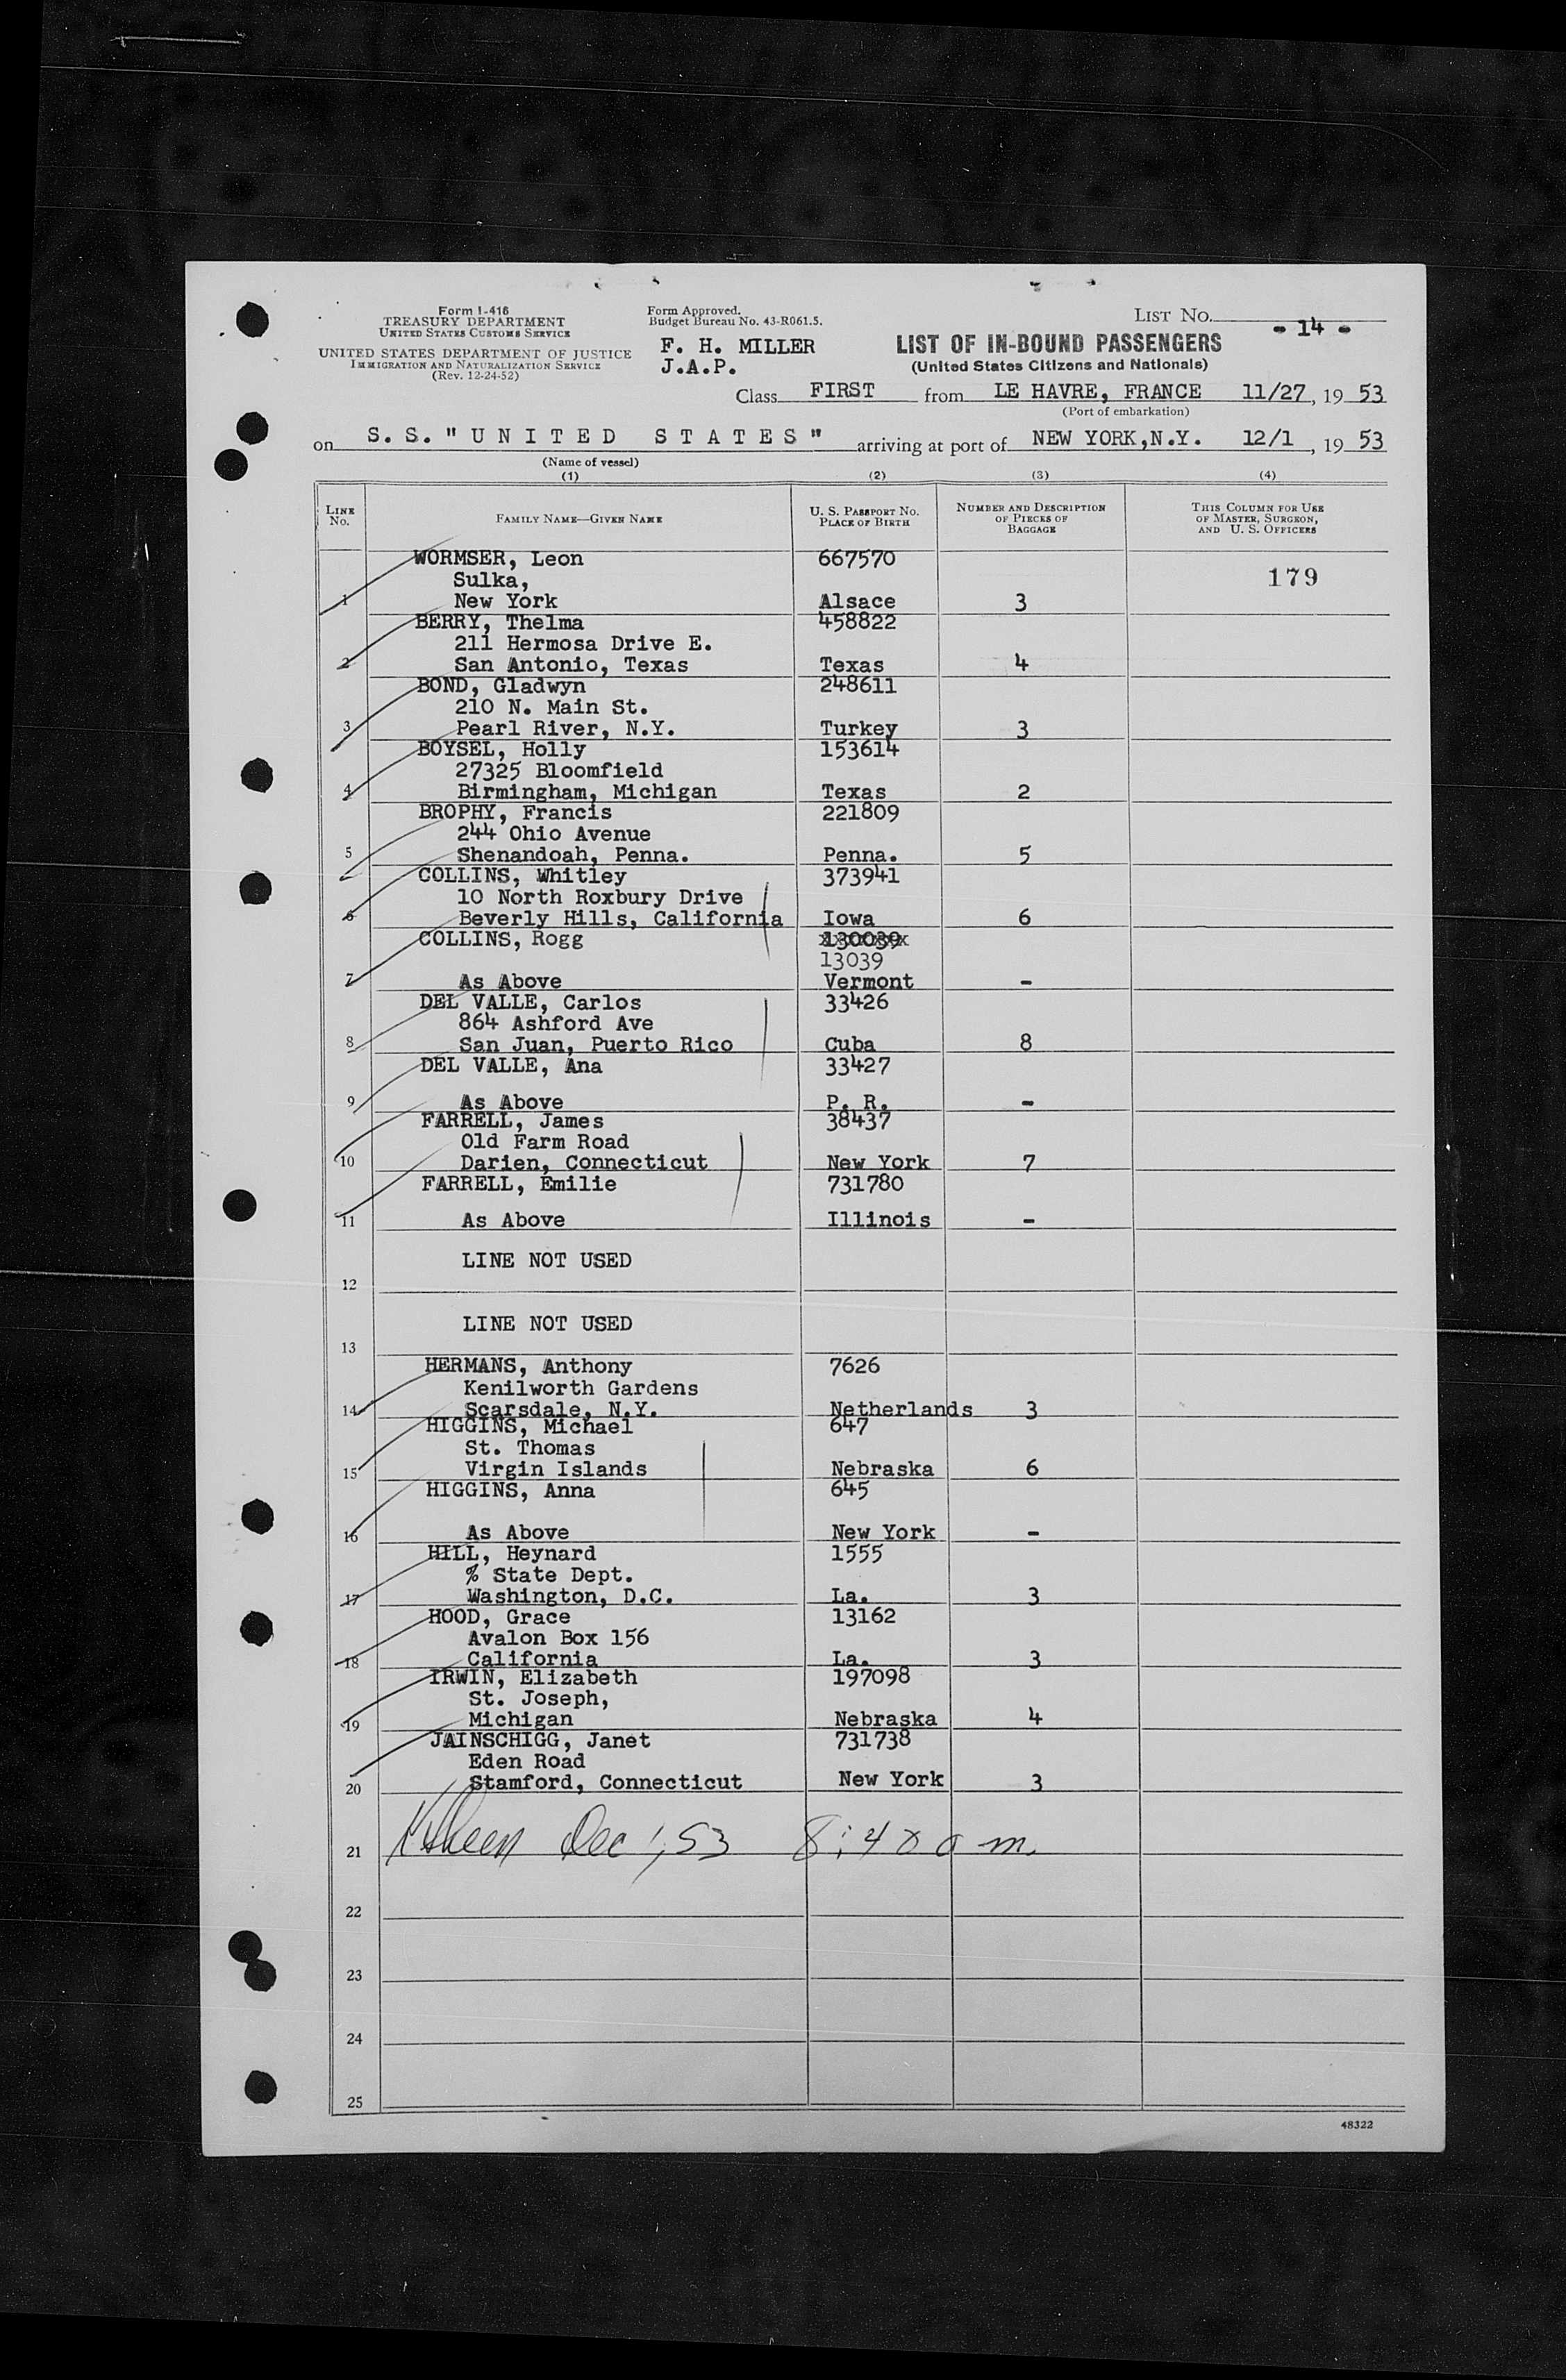 Form I-418
TREASURY DEPARTMENT
UNITED STATES CUSTOMS SERVICE
UNITED STATES DEPARTMENT OF JUSTICE
IMMIGRATION AND NATURALIZATION SERVICE
(Rev. 12-24-52)
Form Approved.
Budget Bureau No. 43-R061.5.
F. H. MILLER
J.A.P.
LIST NO. - 14 -
LIST OF IN-BOUND PASSENGERS
(United States Citizens and Nationals)
Class FIRST from LE HAVRE, FRANCE 11/27, 19 53
(Port of embarkation)
on S.S. "UNITED STATES" arriving at port of NEW YORK,N.Y. 12/1, 19 53
(Name of vessel)
(1) (2) (3) (4)
LINE NO. FAMILY NAME—GIVEN NAME U. S. PASSPORT NO. PLACE OF BIRTH NUMBER AND DESCRIPTION OF PIECES OF BAGGAGE THIS COLUMN FOR USE OF MASTER, SURGEON, AND U. S. OFFICERS
WORMSER, Leon 667570
Sulka, 179
1 New York Alsace 3
BERRY, Thelma 458822
211 Hermosa Drive E.
2 San Antonio, Texas Texas 4
BOND, Gladwyn 248611
210 N. Main St.
3 Pearl River, N.Y. Turkey 3
BOYSEL, Holly 153614
27325 Bloomfield
4 Birmingham, Michigan Texas 2
BROPHY, Francis 221809
244 Ohio Avenue
5 Shenandoah, Penna. Penna. 5
COLLINS, Whitley 373941
10 North Roxbury Drive
6 Beverly Hills, California Iowa 6
COLLINS, Rogg 130039
13039
7 As Above Vermont -
DEL VALLE, Carlos 33426
864 Ashford Ave
8 San Juan, Puerto Rico Cuba 8
DEL VALLE, Ana 33427
9 As Above P. R. -
FARRELL, James 38437
Old Farm Road
10 Darien, Connecticut New York 7
FARRELL, Emilie 731780
11 As Above Illinois -
LINE NOT USED
12
LINE NOT USED
13
HERMANS, Anthony 7626
Kenilworth Gardens
14 Scarsdale, N.Y. Netherlands 3
HIGGINS, Michael 647
St. Thomas
15 Virgin Islands Nebraska 6
HIGGINS, Anna 645
16 As Above New York -
HILL, Heynard 1555
% State Dept.
17 Washington, D.C. La. 3
HOOD, Grace 13162
Avalon Box 156
18 California La. 3
IRWIN, Elizabeth 197098
St. Joseph,
19 Michigan Nebraska 4
JAINSCHIGG, Janet 731738
Eden Road
20 Stamford, Connecticut New York 3
21 Dec 1, 53
22
23
24
25
48322